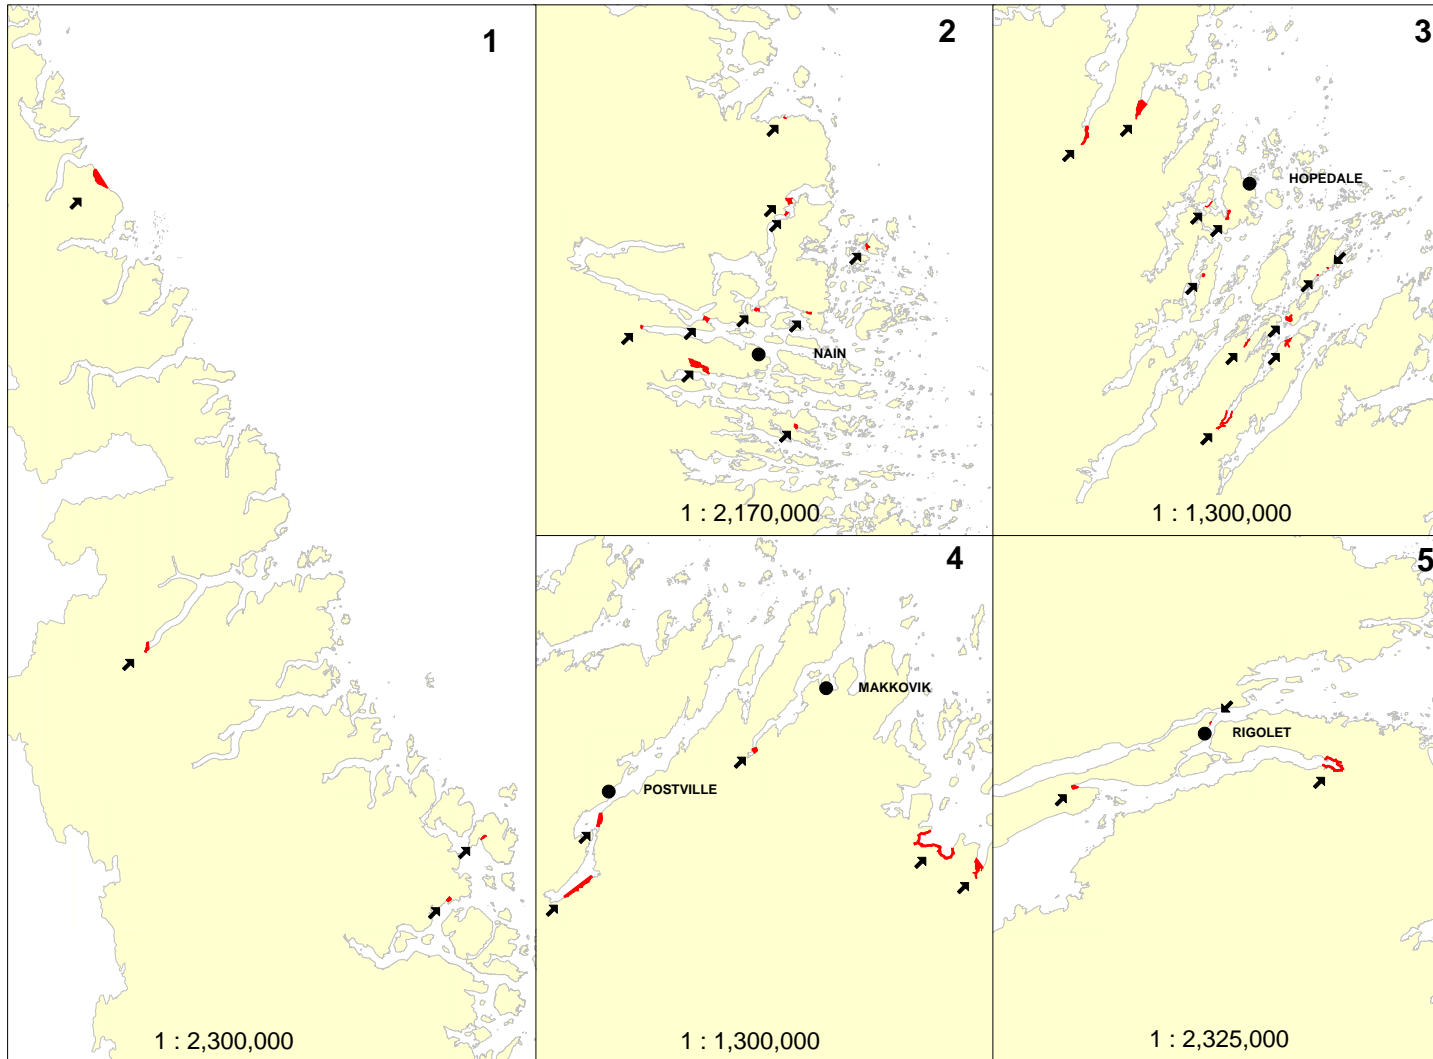 1
1 : 2,300,000
2
NAIN
1 : 2,170,000
3
HOPEDALE
1 : 1,300,000
4
MAKKOVIK
POSTVILLE
1 : 1,300,000
5
RIGOLET
1 : 2,325,000